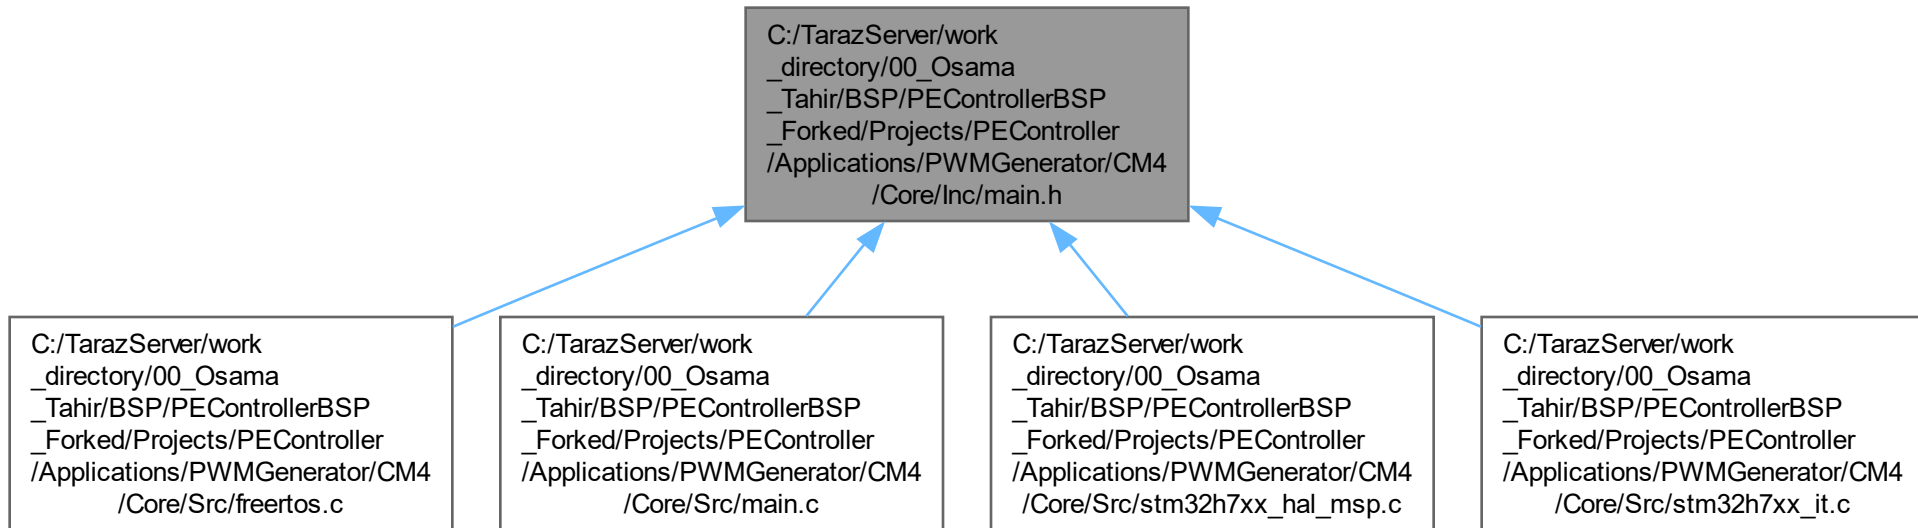 C:/TarazServer/work
_directory/00_Osama
_Tahir/BSP/PEControllerBSP
_Forked/Projects/PEController
/Applications/PWMGenerator/CM4
/Core/Inc/main.h
C:/TarazServer/work
_directory/00_Osama
_Tahir/BSP/PEControllerBSP
_Forked/Projects/PEController
/Applications/PWMGenerator/CM4
/Core/Src/freertos.c
C:/TarazServer/work
_directory/00_Osama
_Tahir/BSP/PEControllerBSP
_Forked/Projects/PEController
/Applications/PWMGenerator/CM4
/Core/Src/main.c
C:/TarazServer/work
_directory/00_Osama
_Tahir/BSP/PEControllerBSP
_Forked/Projects/PEController
/Applications/PWMGenerator/CM4
/Core/Src/stm32h7xx_hal_msp.c
C:/TarazServer/work
_directory/00_Osama
_Tahir/BSP/PEControllerBSP
_Forked/Projects/PEController
/Applications/PWMGenerator/CM4
/Core/Src/stm32h7xx_it.c